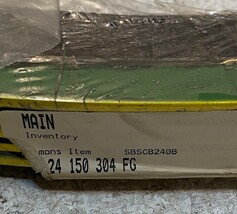 MAIN
Inventory
mons Item SBSCB240B
24 150 304 FG